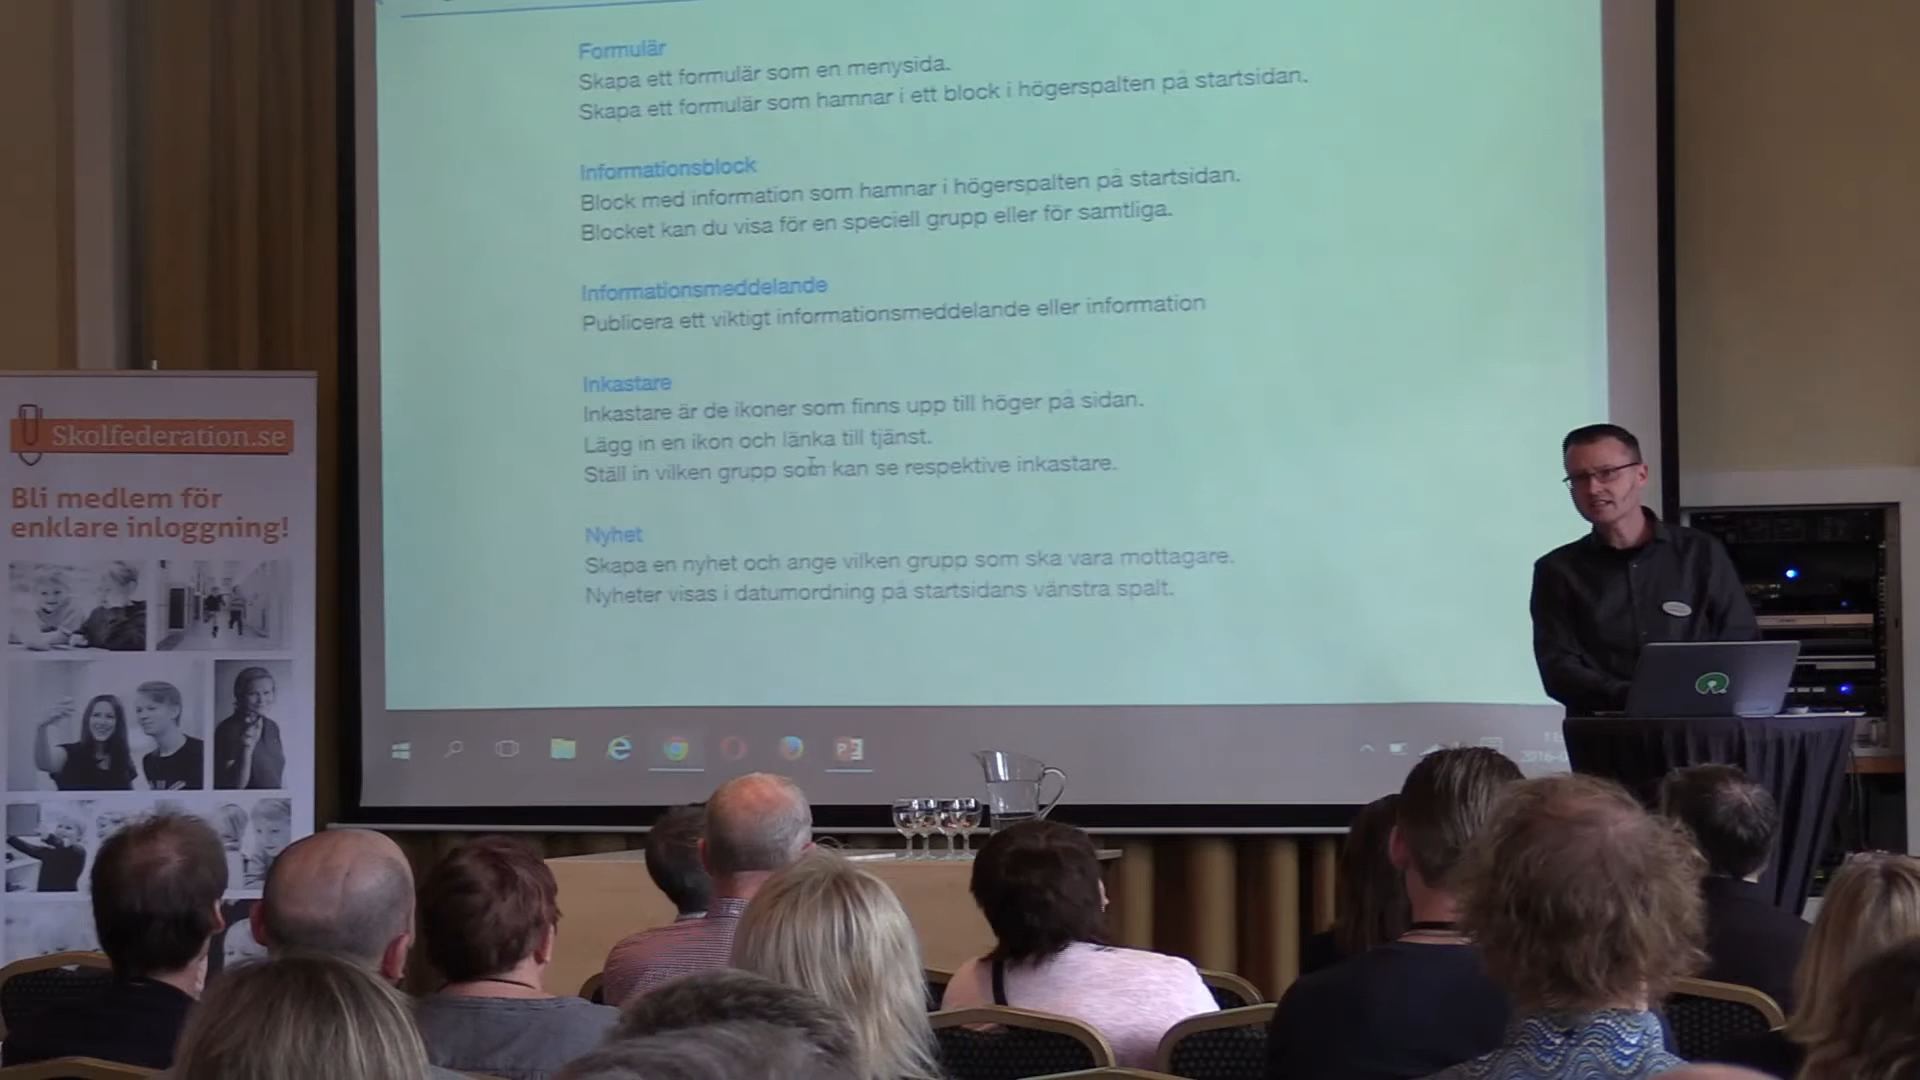 Formulär
Skapa ett formulär som en menysida.
Skapa ett formulär som hamnar i ett block i högerspalten på startsidan.
Informationsblock
Block med information som hamnar i högerspalten på startsidan.
Blocket kan du visa för en speciell grupp eller för samtliga.
Informationsmeddelande
Publicera ett viktigt informationsmeddelande eller information
Inkastare
Inkastare är de ikoner som finns upp till höger på sidan.
Lägg in en ikon och länka till tjänst.
Ställ in vilken grupp som kan se respektive inkastare.
Nyhet
Skapa en nyhet och ange vilken grupp som ska vara mottagare.
Nyheter visas i datumordning på startsidans vänstra spalt.
Skolfederation.se
Bli medlem för
enklare inloggning!